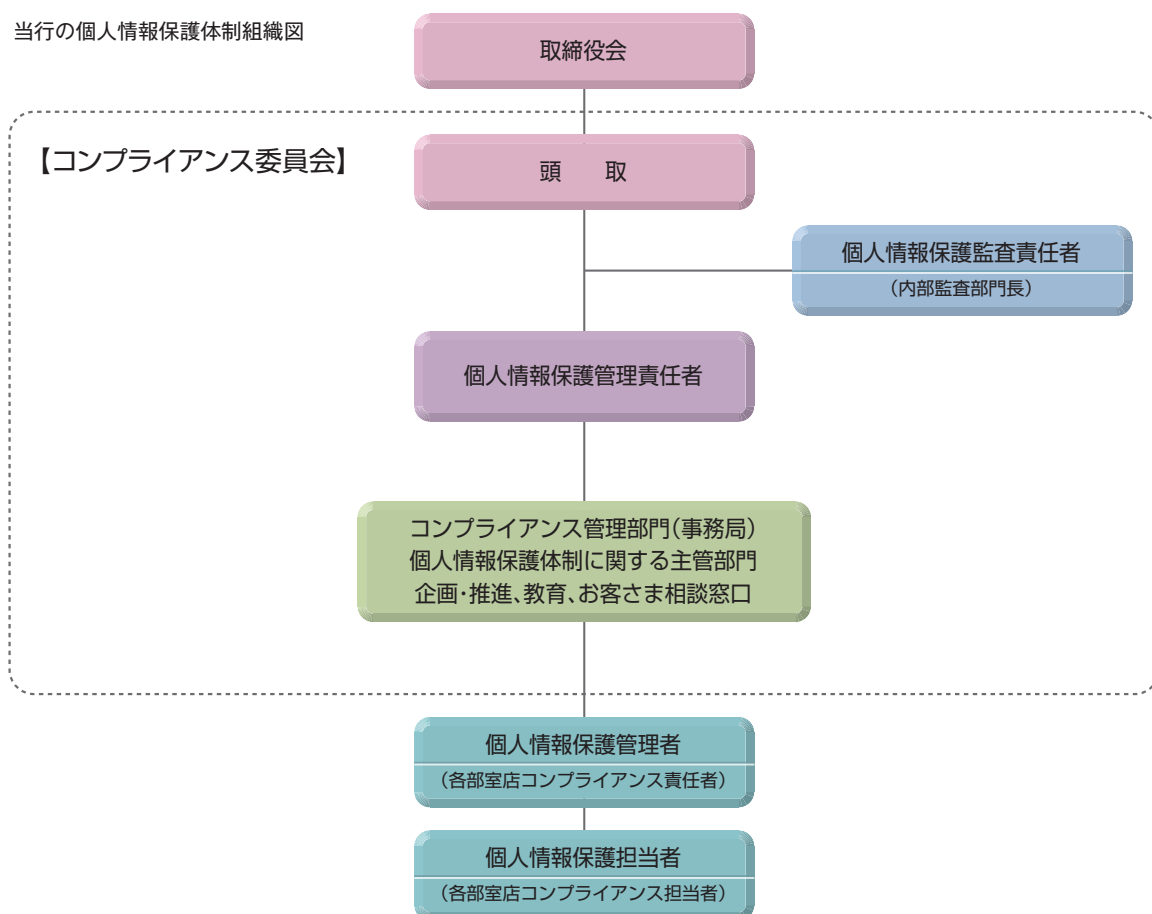 当行の個人情報保護体制組織図
取締役会
【コンプライアンス委員会】
頭　　取
個人情報保護監査責任者
(内部監査部門長)
個人情報保護管理責任者
コンプライアンス管理部門(事務局)
個人情報保護体制に関する主管部門
企画・推進、教育、お客さま相談窓口
個人情報保護管理者
(各部室店コンプライアンス責任者)
個人情報保護担当者
(各部室店コンプライアンス担当者)